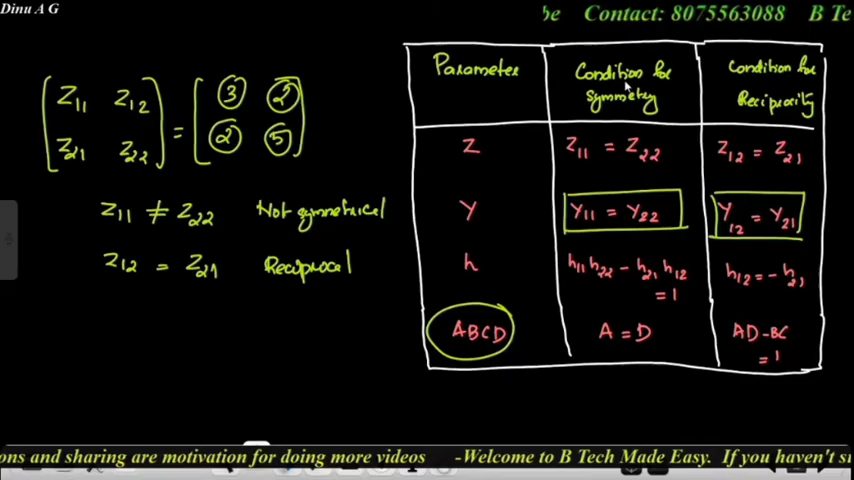 Dinu A G
be Contact: 8075563088 B Te
Z11 Z12
Z21 Z22
=
3 2
2 5
Z11 ≠ Z22 Not symmetrical
Z12 = Z21 Reciprocal
Parameter
Condition for
Symmetry
Condition for
Reciprocity
Z Z11 = Z22 Z12 = Z21
Y Y11 = Y22 Y12 = Y21
h h11 h22 - h21 h12
= 1
h12 = - h21
ABCD A = D AD-BC
= 1
ons and sharing are motivation for doing more videos -Welcome to B Tech Made Easy. If you haven't su